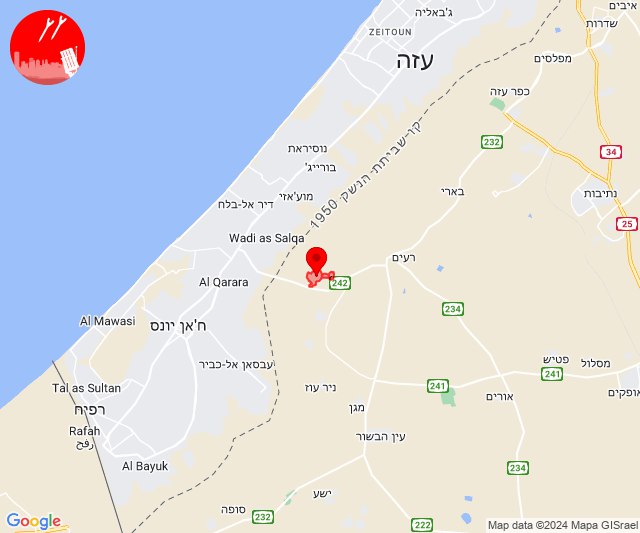 ג'באליה
איבים
שדרות
ZEITOUN
עזה
מפלסים
כפר עזה
232
34
נוסייראת
בורייג'
קו שביתת הנשק 1950
מוע'אזי
בארי
נתיבות
דיר אל-בלח
25
Wadi as Salqa
רעים
Al Qarara
242
234
Al Mawasi
ח'אן יונס
עבסאן אל-כביר
פטיש
מסלול
241
Tal as Sultan
ניר עוז
241
אורים
אופקים
רפיח
מגן
Rafah
رفح
עין הבשור
Al Bayuk
234
ישע
סופה
232
222
Google
Map data ©2024 Mapa GISrael